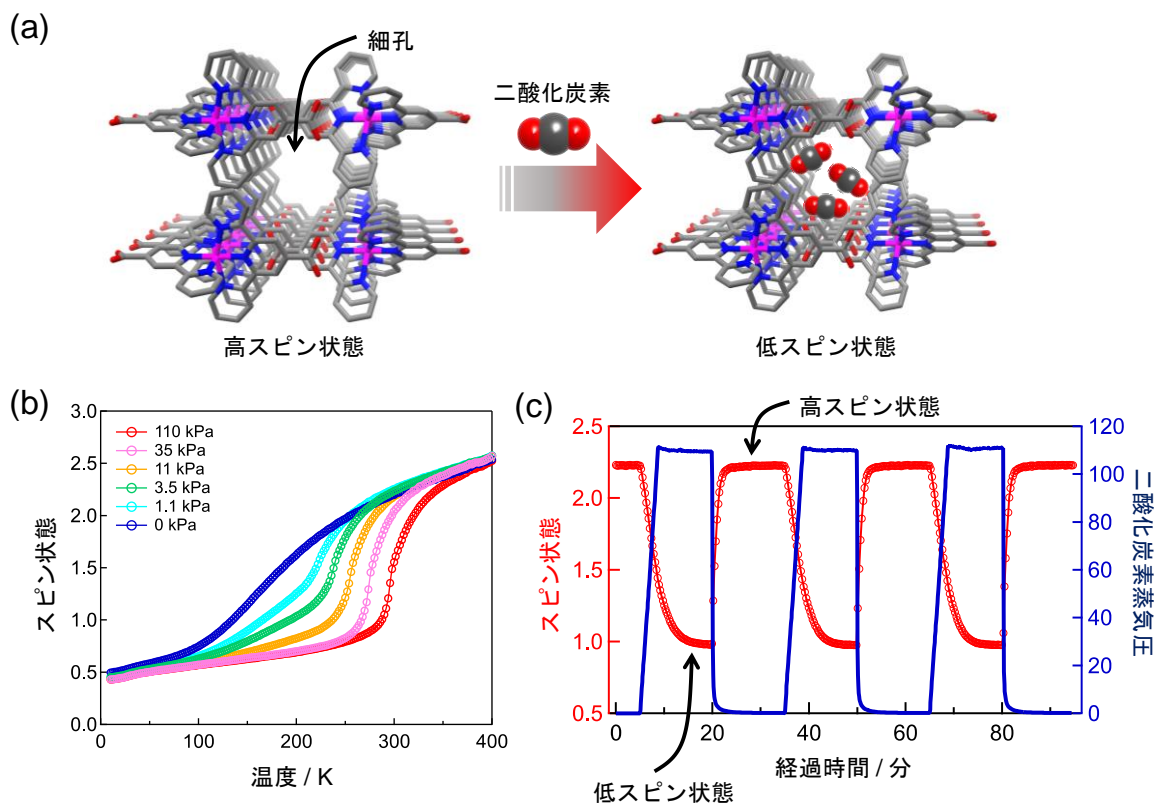 (a)
細孔
二酸化炭素
高スピン状態
低スピン状態
(b)
3.0
2.5
2.0
1.5
1.0
0.5
0.0
スピン状態
110 kPa
35 kPa
11 kPa
3.5 kPa
1.1 kPa
0 kPa
0
100
200
300
400
温度 / K
(c)
高スピン状態
2.5
2.0
1.5
1.0
0.5
スピン状態
120
100
80
60
40
20
0
二酸化炭素蒸気圧
0
20
40
60
80
経過時間 / 分
低スピン状態